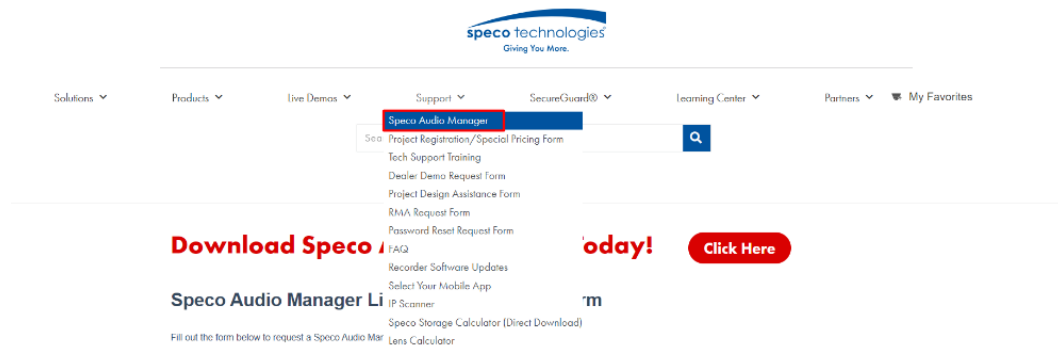 speco technologies
Giving You More.
Solutions Products Live Demos Support SecureGuard® Learning Center Partners My Favorites
Speco Audio Manager
Sea
Project Registration/Special Pricing Form
Tech Support Training
Dealer Demo Request Form
Project Design Assistance Form
RMA Request Form
Password Reset Request Form
FAQ
Recorder Software Updates
Select Your Mobile App
IP Scanner
Speco Storage Calculator (Direct Download)
Lens Calculator
Download Speco oday! Click Here
Speco Audio Manager Li rm
Fill out the form below to request a Speco Audio Mar